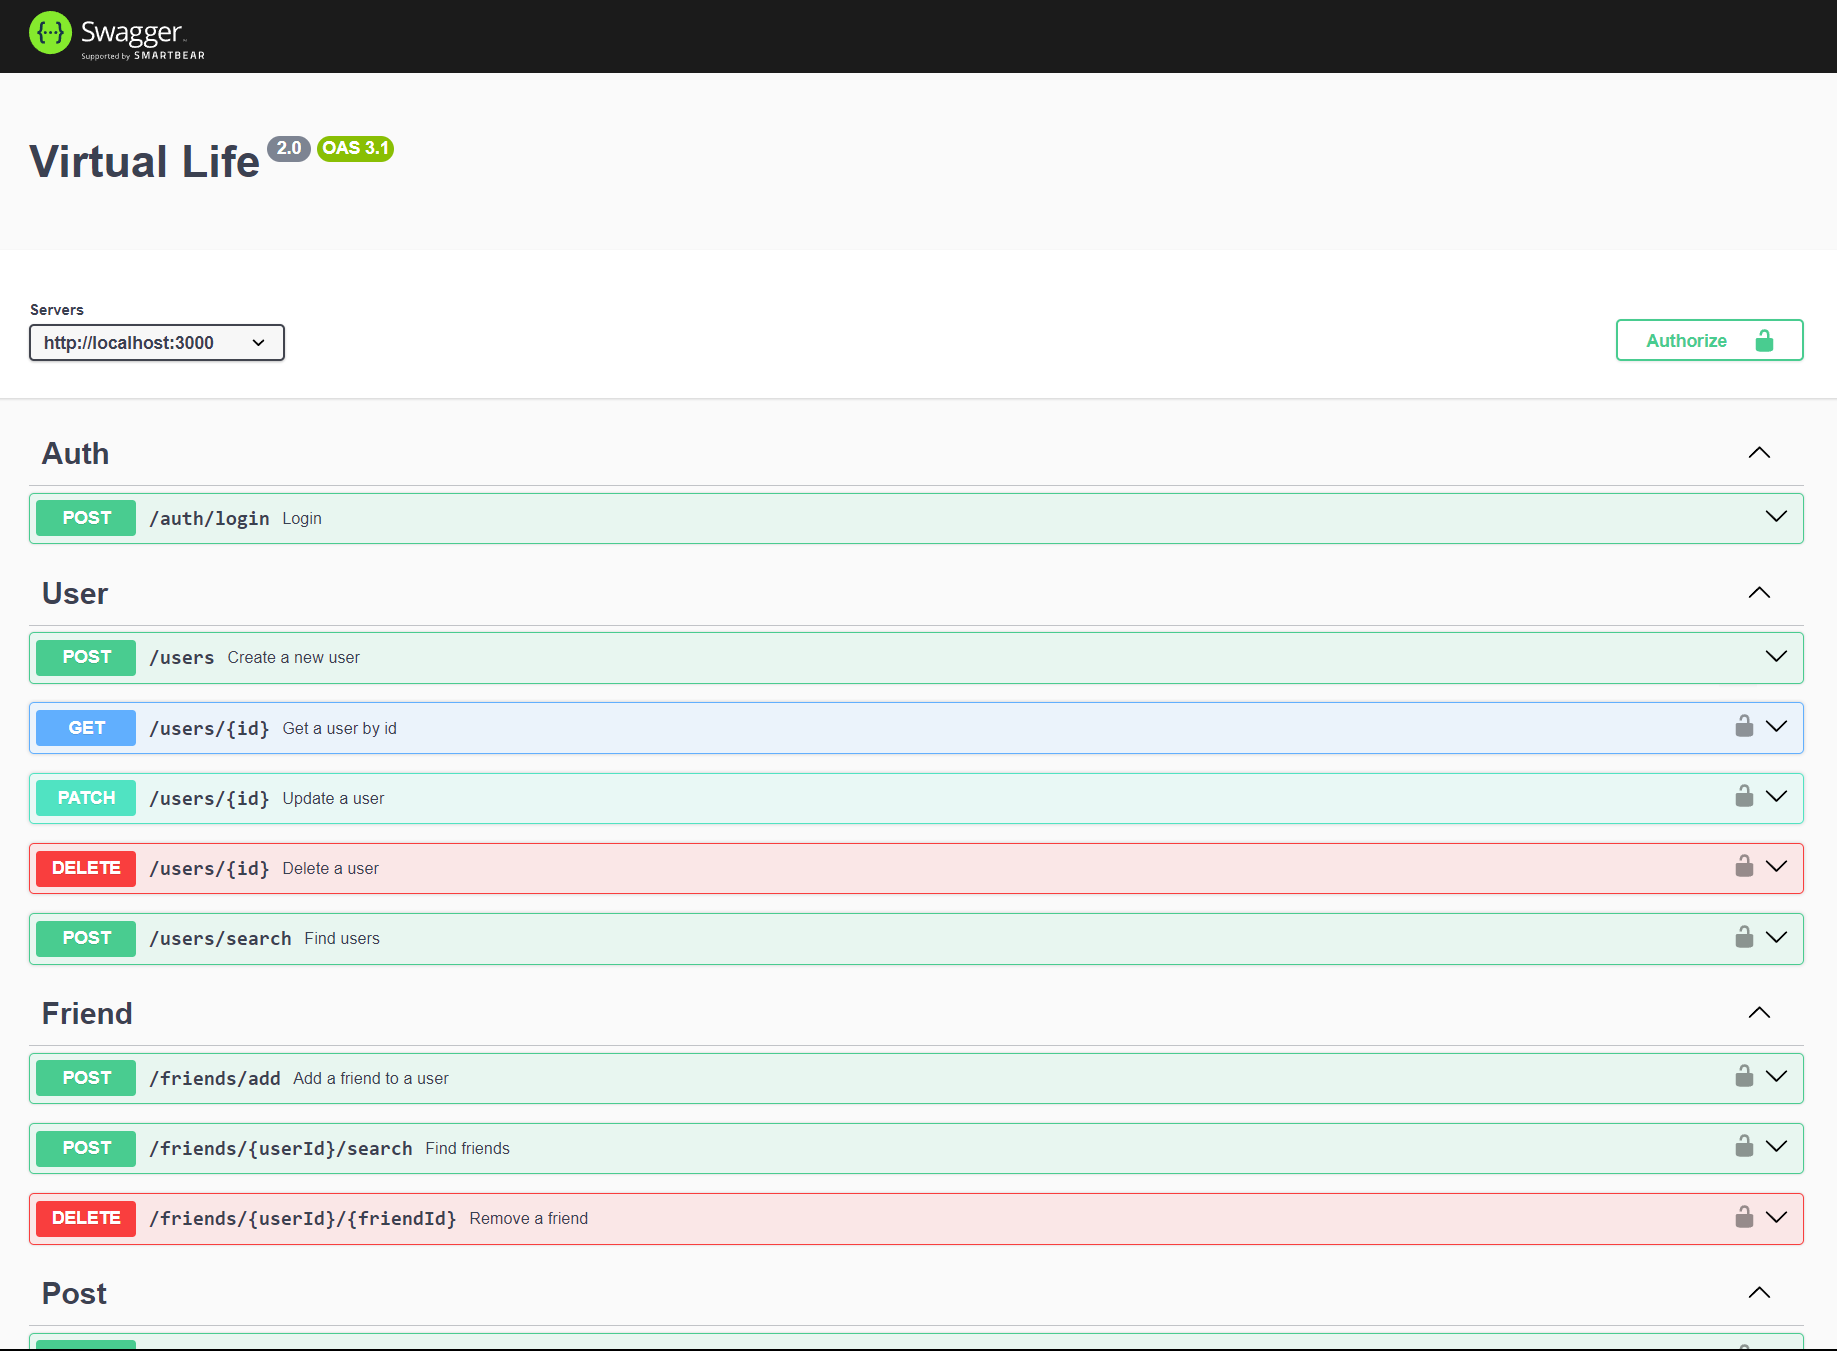 Swagger
Supported by SMARTBEAR
Virtual Life 2.0 OAS 3.1
Servers
http://localhost:3000
Authorize
Auth
POST /auth/login Login
User
POST /users Create a new user
GET /users/{id} Get a user by id
PATCH /users/{id} Update a user
DELETE /users/{id} Delete a user
POST /users/search Find users
Friend
POST /friends/add Add a friend to a user
POST /friends/{userId}/search Find friends
DELETE /friends/{userId}/{friendId} Remove a friend
Post